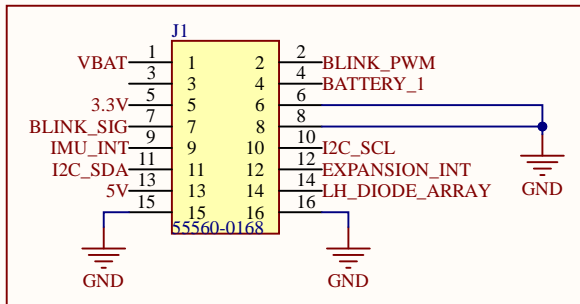 J1
VBAT 1 1 2 2 BLINK_PWM
3 3 4 4 BATTERY_1
3.3V 5 5 6 6
BLINK_SIG 7 7 8 8
IMU_INT 9 9 10 10 I2C_SCL
I2C_SDA 11 11 12 12 EXPANSION_INT
5V 13 13 14 14 LH_DIODE_ARRAY
15 15 16 16
GND
55560-0168
GND
GND